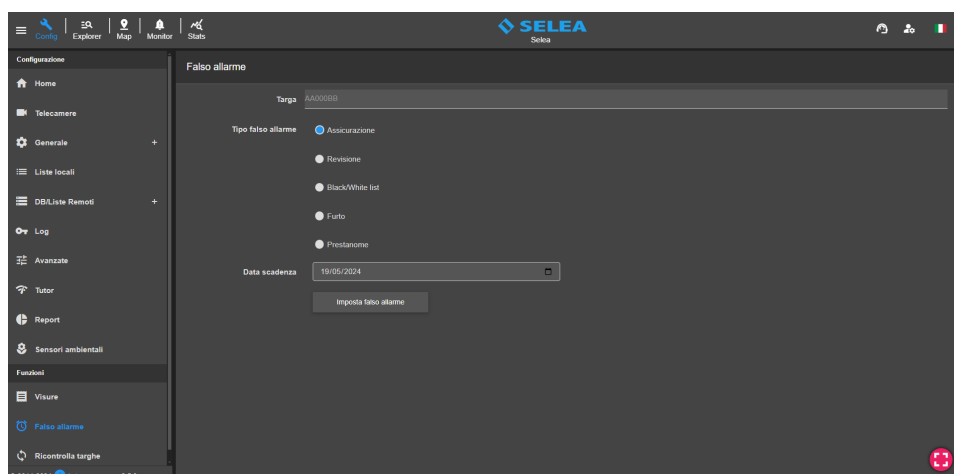 Config
Explorer
Map
Monitor
Stats
SELEA
Selea
Configurazione
Home
Telecamere
Generale +
Liste locali
DB/Liste Remoti +
Log
Avanzate
Tutor
Report
Sensori ambientali
Funzioni
Visure
Falso allarme
Ricontrolla targhe
Falso allarme
Targa AA000BB
Tipo falso allarme Assicurazione
Revisione
Black/White list
Furto
Prestanome
Data scadenza 19/05/2024
Imposta falso allarme